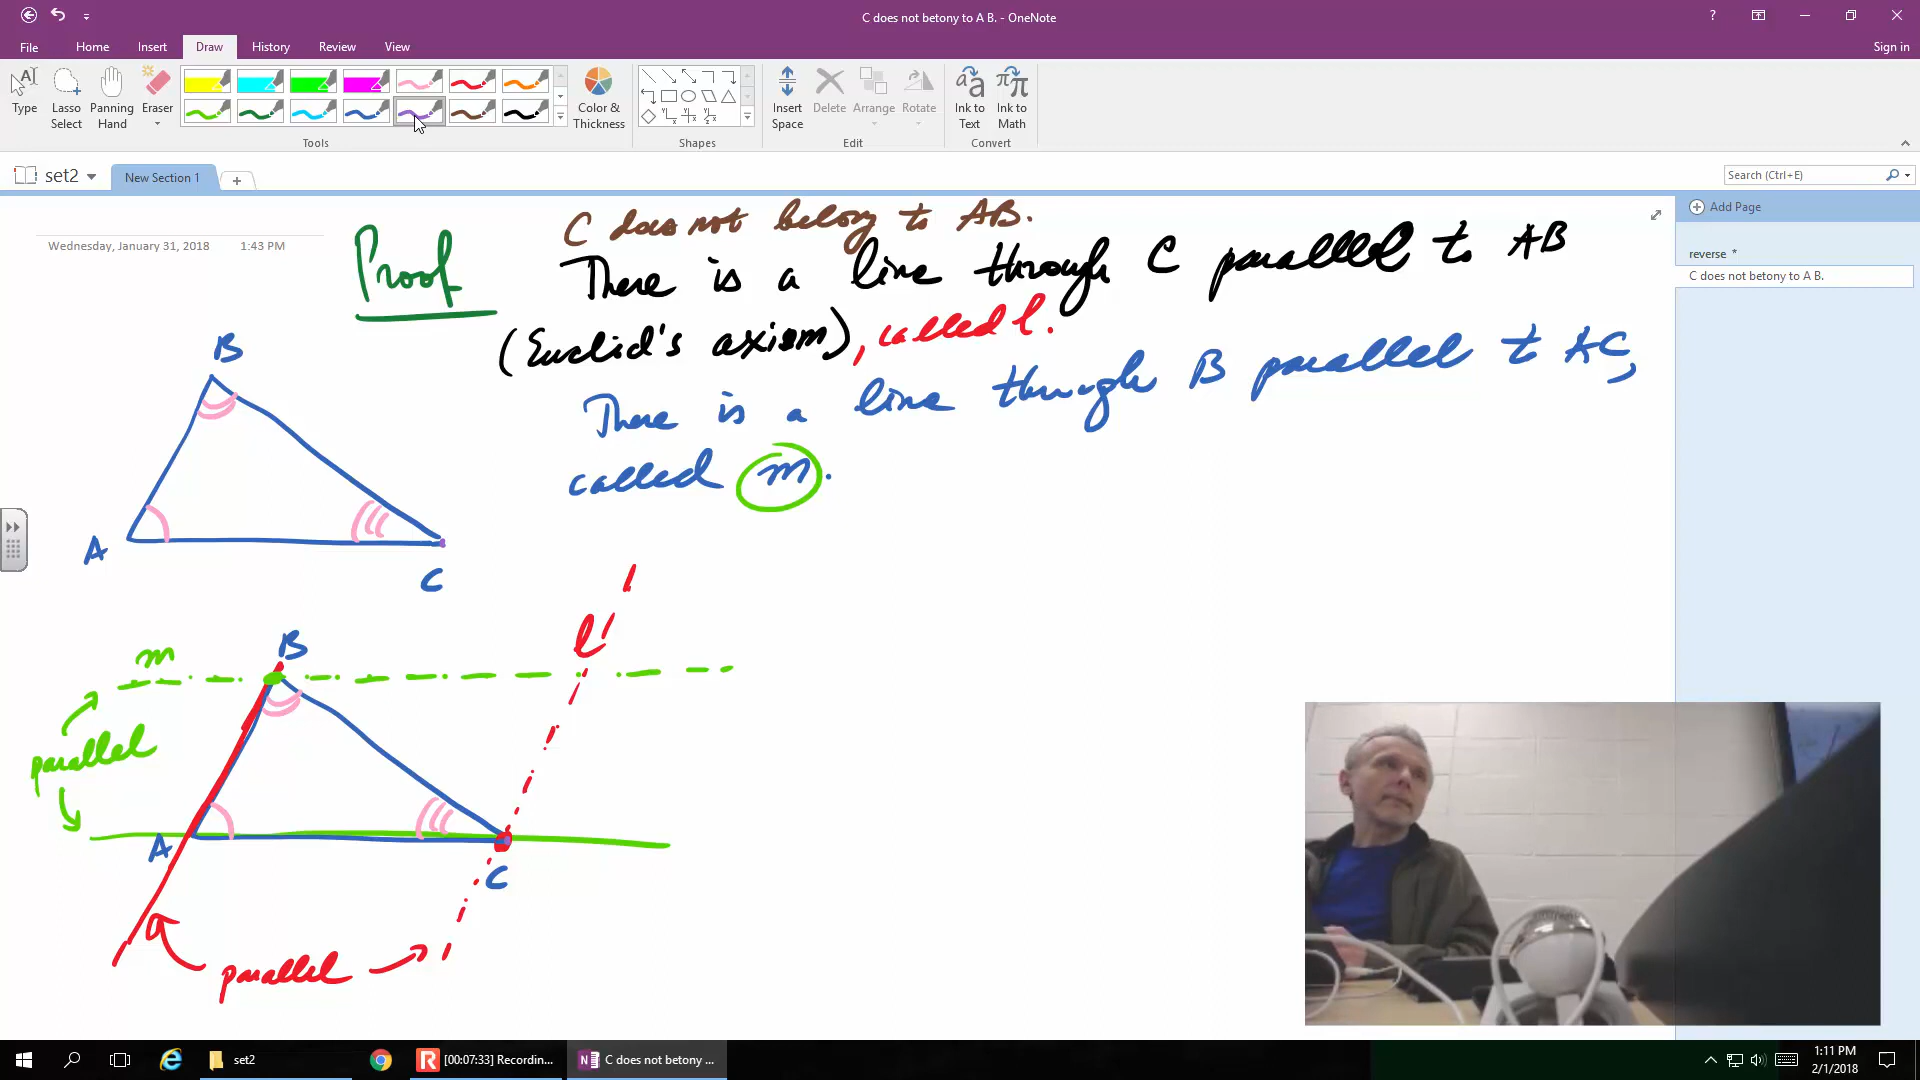 C does not betony to A B. - OneNote
File Home Insert Draw History Review View
Sign in
Type
Lasso Select
Panning Hand
Eraser
Color & Thickness
Insert Space
Delete
Arrange
Rotate
Ink to Text
Ink to Math
Tools
Shapes
Edit
Convert
set2
New Section 1
Search (Ctrl+E)
Add Page
reverse *
C does not betony to A B.
Wednesday, January 31, 2018 1:43 PM
Proof
C does not belong to AB.
There is a line through C parallel to AB
(Euclid's axiom), called l.
There is a line through B parallel t AC,
called m.
B
A
C
m
B
l
parallel
A
C
parallel
set2
[00:07:33] Recordin...
C does not betony ...
1:11 PM
2/1/2018